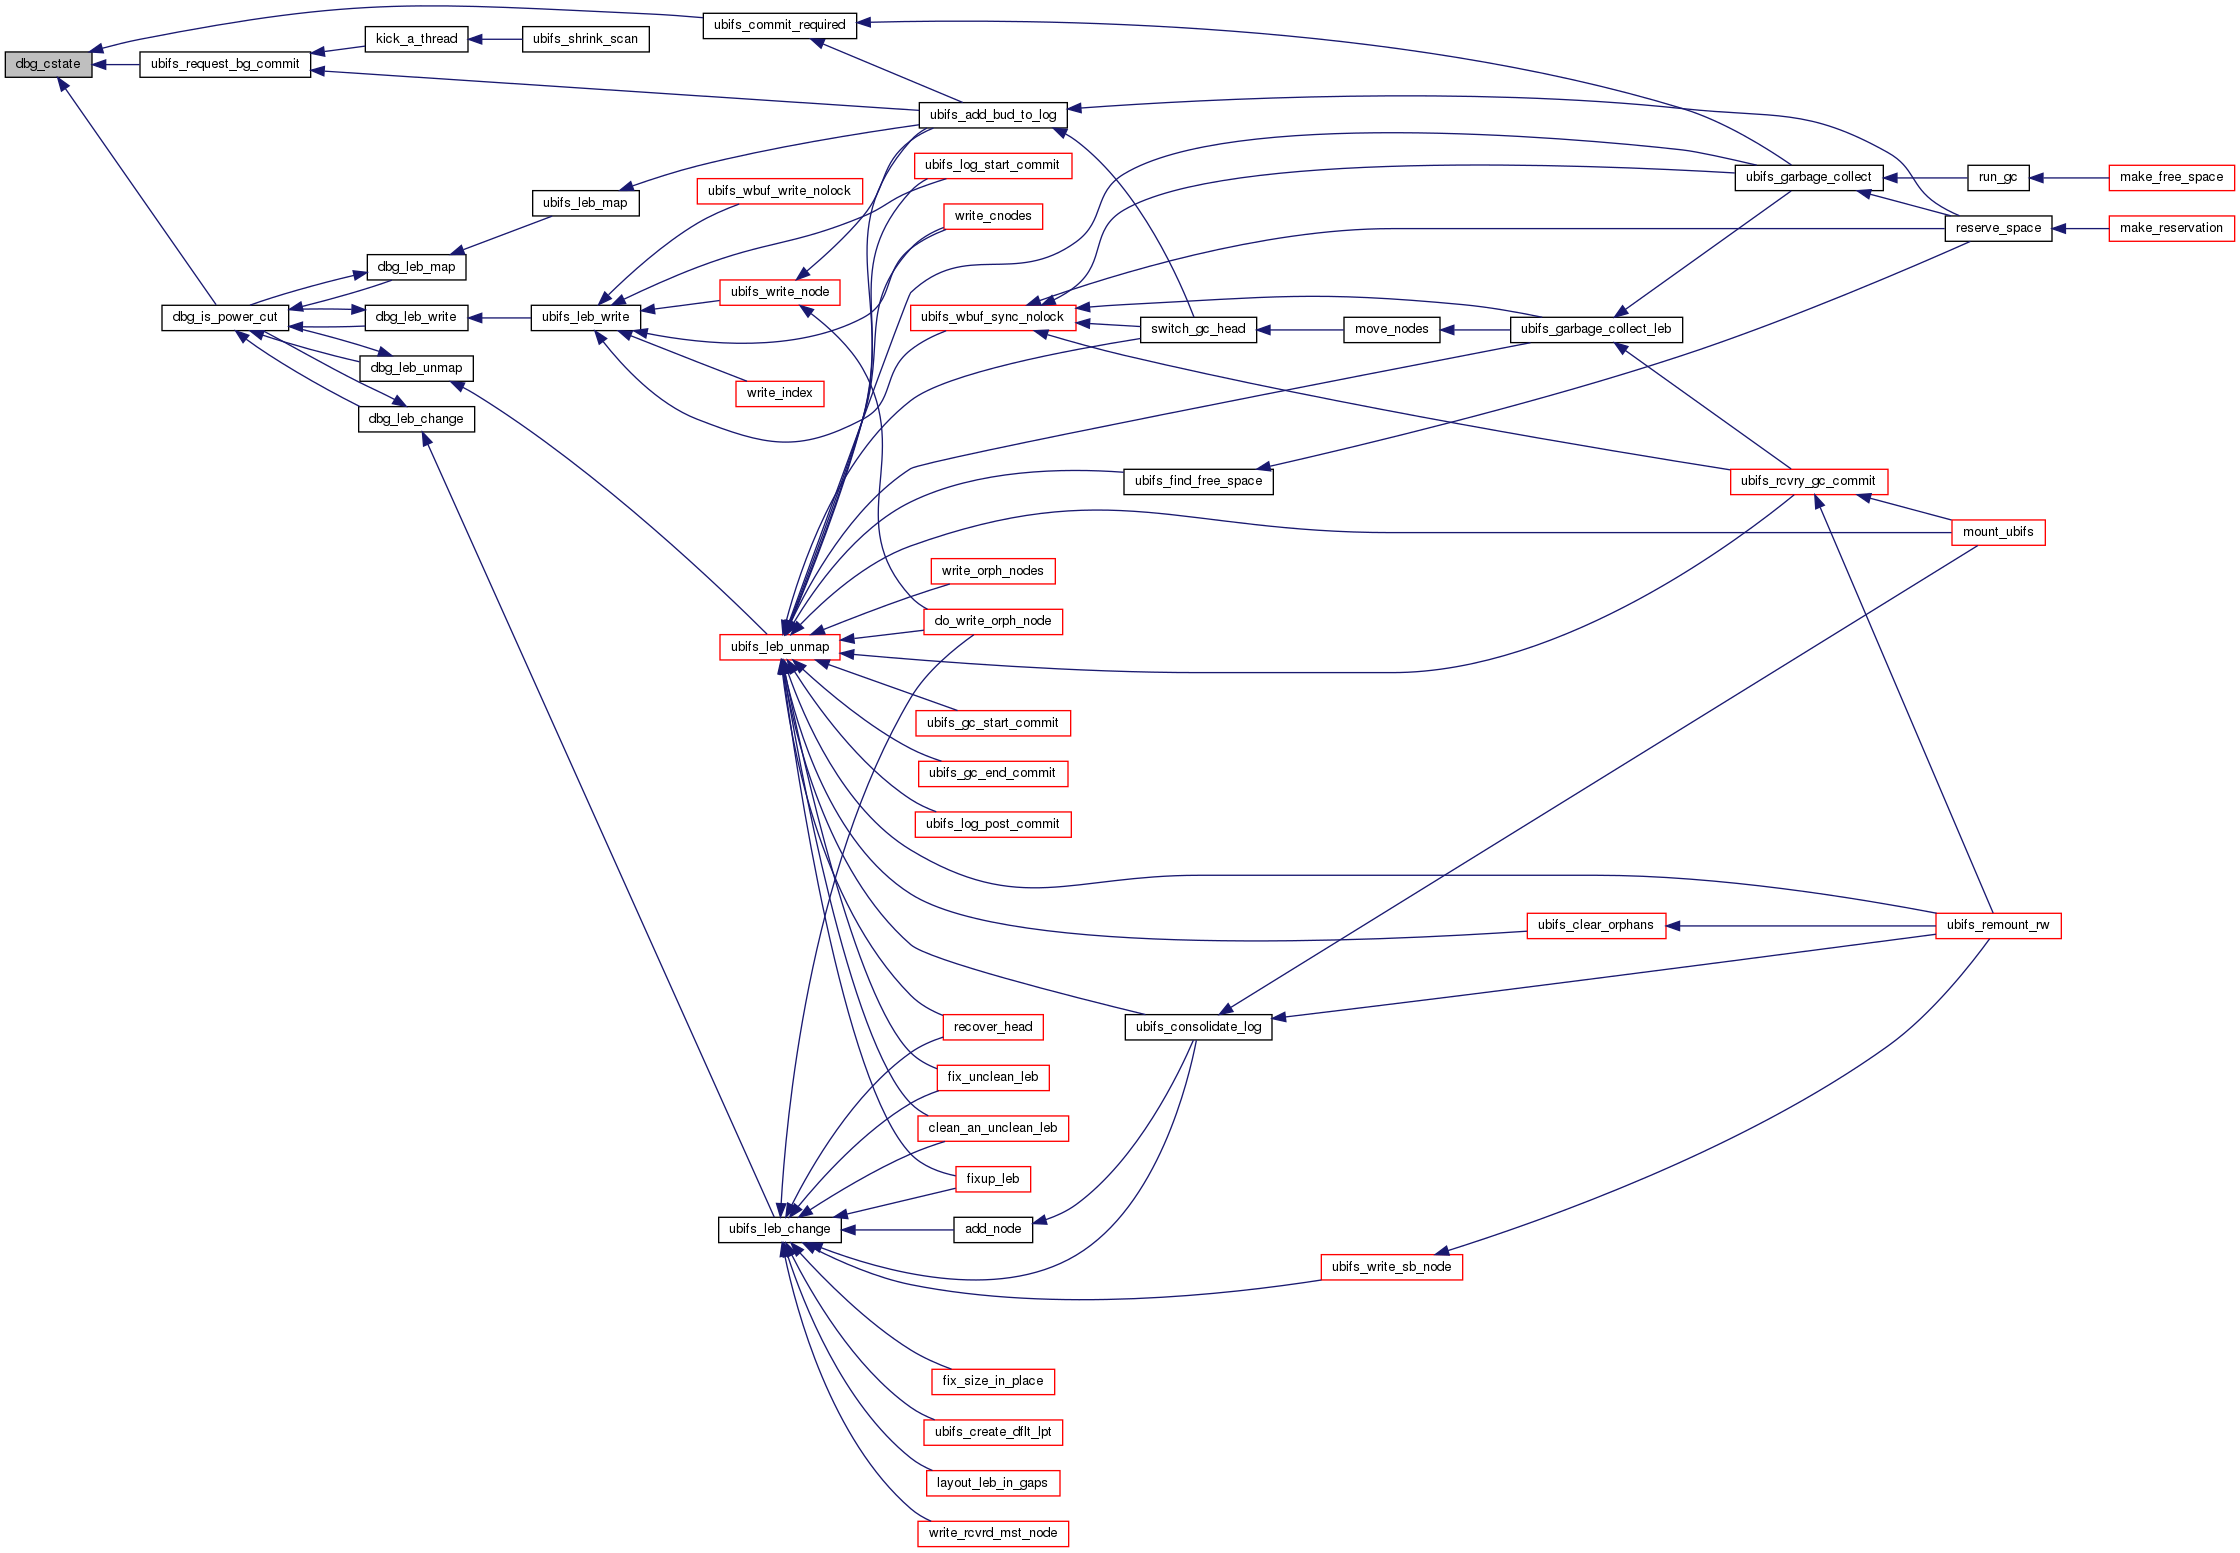 dbg_cstate
ubifs_commit_required
ubifs_request_bg_commit
kick_a_thread
ubifs_shrink_scan
ubifs_add_bud_to_log
ubifs_log_start_commit
ubifs_wbuf_write_nolock
ubifs_leb_map
write_cnodes
ubifs_garbage_collect
run_gc
make_free_space
reserve_space
make_reservation
dbg_leb_map
dbg_is_power_cut
dbg_leb_write
ubifs_leb_write
ubifs_write_node
ubifs_wbuf_sync_nolock
switch_gc_head
move_nodes
ubifs_garbage_collect_leb
dbg_leb_unmap
write_index
dbg_leb_change
ubifs_find_free_space
ubifs_rcvry_gc_commit
mount_ubifs
write_orph_nodes
do_write_orph_node
ubifs_leb_unmap
ubifs_gc_start_commit
ubifs_gc_end_commit
ubifs_log_post_commit
ubifs_clear_orphans
ubifs_remount_rw
recover_head
ubifs_consolidate_log
fix_unclean_leb
clean_an_unclean_leb
fixup_leb
ubifs_leb_change
add_node
ubifs_write_sb_node
fix_size_in_place
ubifs_create_dflt_lpt
layout_leb_in_gaps
write_rcvrd_mst_node